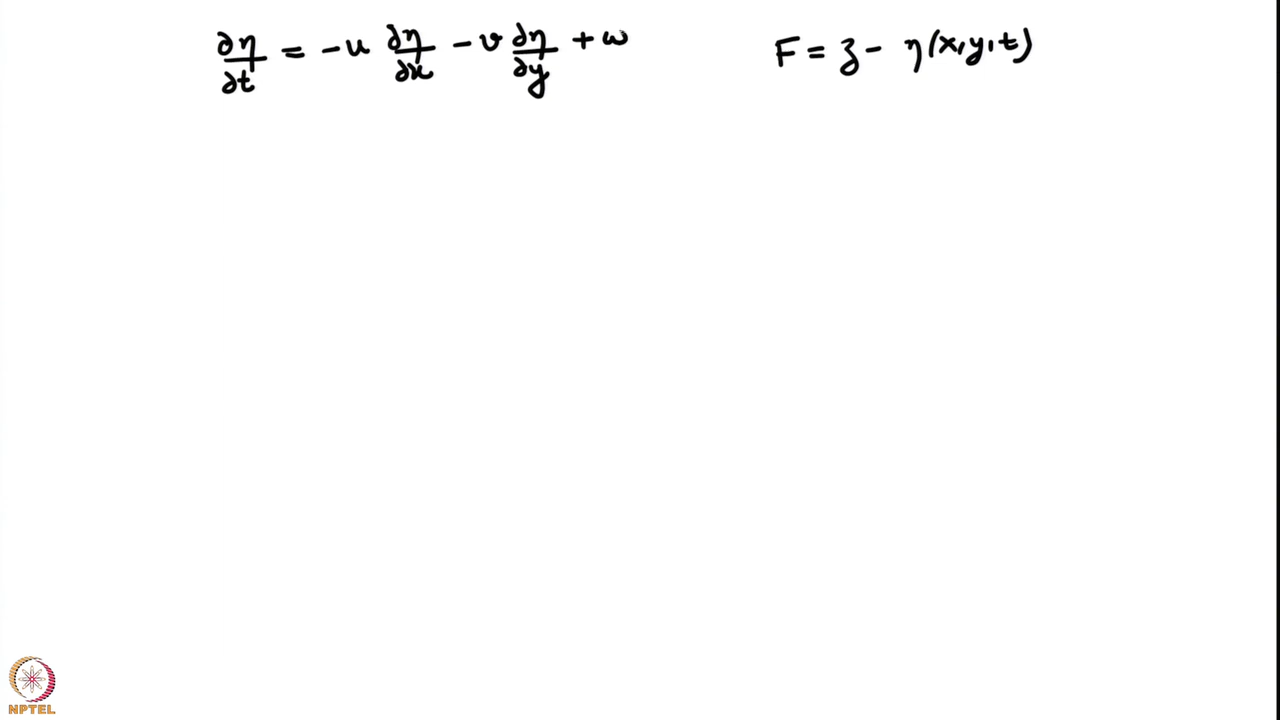 ∂η/∂t = -u ∂η/∂x - v ∂η/∂y + w    F = z - η(x,y,t)
NPTEL